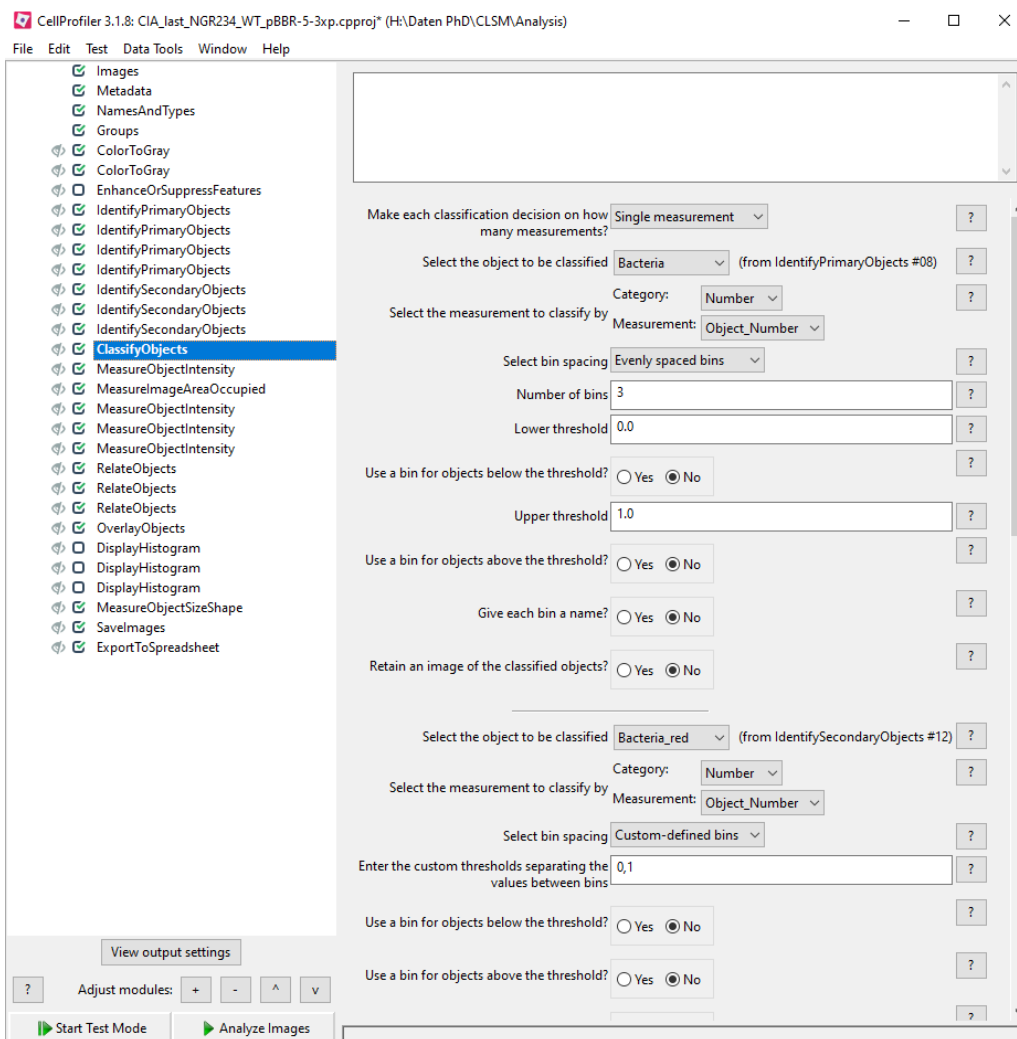 CellProfiler 3.1.8: CIA_last_NGR234_WT_pBBR-5-3xp.cpproj* (H:\Daten PhD\CLSM\Analysis)
File Edit Test Data Tools Window Help
Images
Metadata
NamesAndTypes
Groups
ColorToGray
ColorToGray
EnhanceOrSuppressFeatures
IdentifyPrimaryObjects
IdentifyPrimaryObjects
IdentifyPrimaryObjects
IdentifyPrimaryObjects
IdentifySecondaryObjects
IdentifySecondaryObjects
IdentifySecondaryObjects
ClassifyObjects
MeasureObjectIntensity
MeasureImageAreaOccupied
MeasureObjectIntensity
MeasureObjectIntensity
MeasureObjectIntensity
RelateObjects
RelateObjects
RelateObjects
OverlayObjects
DisplayHistogram
DisplayHistogram
DisplayHistogram
MeasureObjectSizeShape
SaveImages
ExportToSpreadsheet
View output settings
? Adjust modules: + - ^ v
Start Test Mode Analyze Images
Make each classification decision on how
many measurements? Single measurement ?
Select the object to be classified Bacteria (from IdentifyPrimaryObjects #08) ?
Select the measurement to classify by Category: Number ?
Measurement: Object_Number
Select bin spacing Evenly spaced bins ?
Number of bins 3 ?
Lower threshold 0.0 ?
Use a bin for objects below the threshold? Yes No ?
Upper threshold 1.0 ?
Use a bin for objects above the threshold? Yes No ?
Give each bin a name? Yes No ?
Retain an image of the classified objects? Yes No ?
Select the object to be classified Bacteria_red (from IdentifySecondaryObjects #12) ?
Select the measurement to classify by Category: Number ?
Measurement: Object_Number
Select bin spacing Custom-defined bins ?
Enter the custom thresholds separating the
values between bins 0,1 ?
Use a bin for objects below the threshold? Yes No ?
Use a bin for objects above the threshold? Yes No ?
?